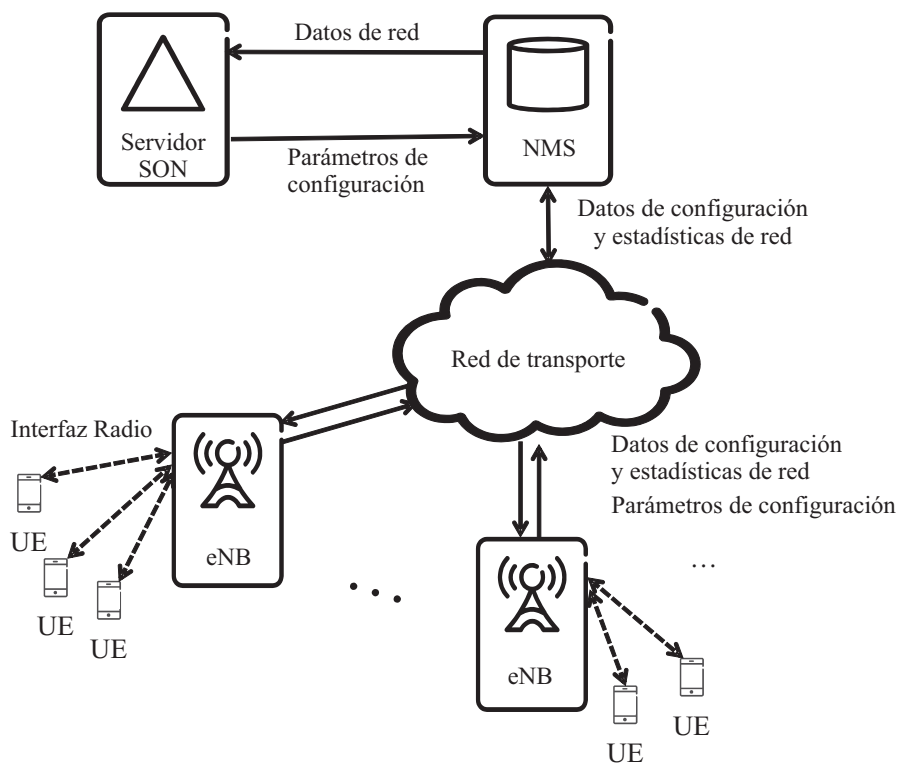 Datos de red
Servidor
SON
NMS
Parámetros de
configuración
Datos de configuración
y estadísticas de red
Red de transporte
Interfaz Radio
eNB
UE
UE
UE
Datos de configuración
y estadísticas de red
Parámetros de configuración
...
...
eNB
UE
UE